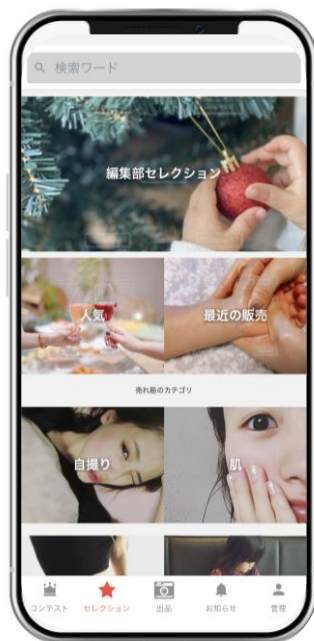 検索ワード
編集部セレクション
人気
最近の販売
売れ筋のカテゴリ
自撮り
肌
コンテスト
セレクション
出品
お知らせ
管理